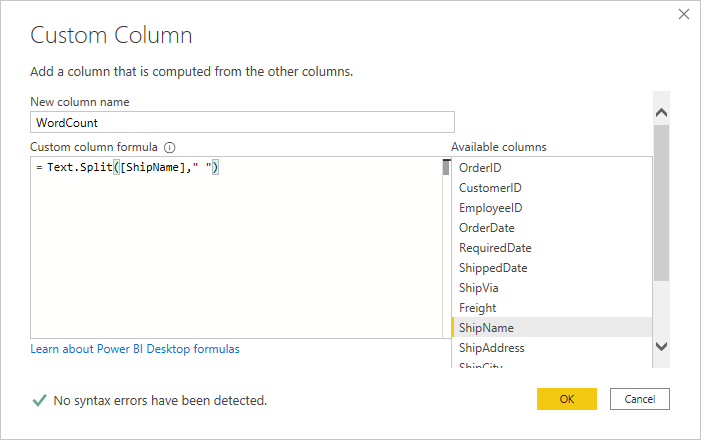 Custom Column
Add a column that is computed from the other columns.
New column name
WordCount
Custom column formula
= Text.Split([ShipName]," ")
Available columns
OrderID
CustomerID
EmployeeID
OrderDate
RequiredDate
ShippedDate
ShipVia
Freight
ShipName
ShipAddress
ShipCity
Learn about Power BI Desktop formulas
No syntax errors have been detected.
OK
Cancel